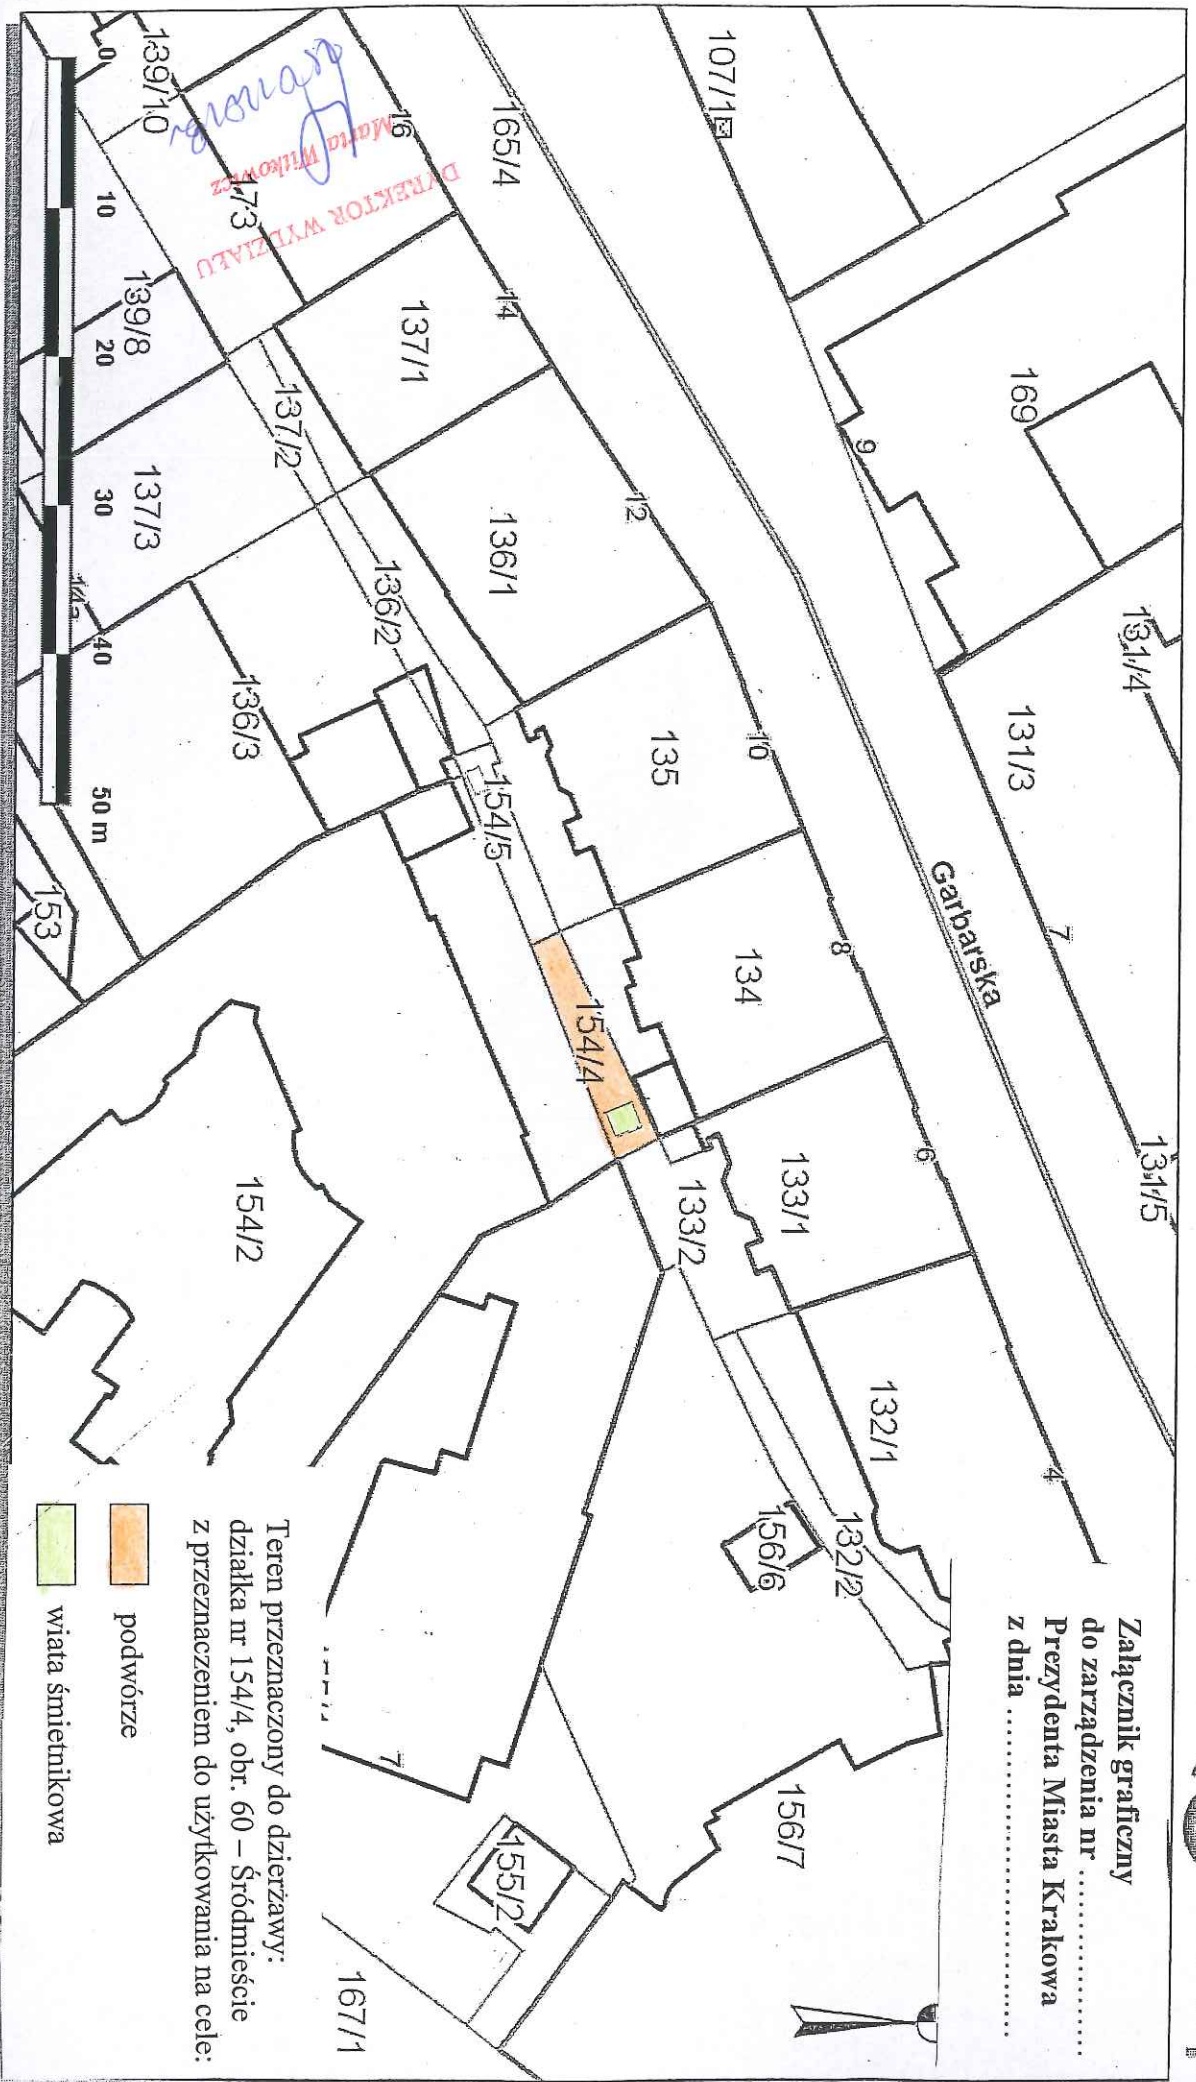 Załącznik graficzny
do zarządzenia nr ....................
Prezydenta Miasta Krakowa
z dnia ....................................
131/5
131/4
131/3
7
169
9
107/1
Garbarska
165/4
4
6
8
10
12
14
16
132/1
133/1
134
135
136/1
137/1
173
139/10
132/2
133/2
154/4
154/5
136/2
137/2
139/8
156/6
156/7
136/3
137/3
14a
153
154/2
7
155/2
167/1
DYREKTOR WYDZIAŁU
Marta Witkowicz
0 10 20 30 40 50 m
Teren przeznaczony do dzierżawy:
działka nr 154/4, obr. 60 – Śródmieście
z przeznaczeniem do użytkowania na cele:
podwórze
wiata śmietnikowa